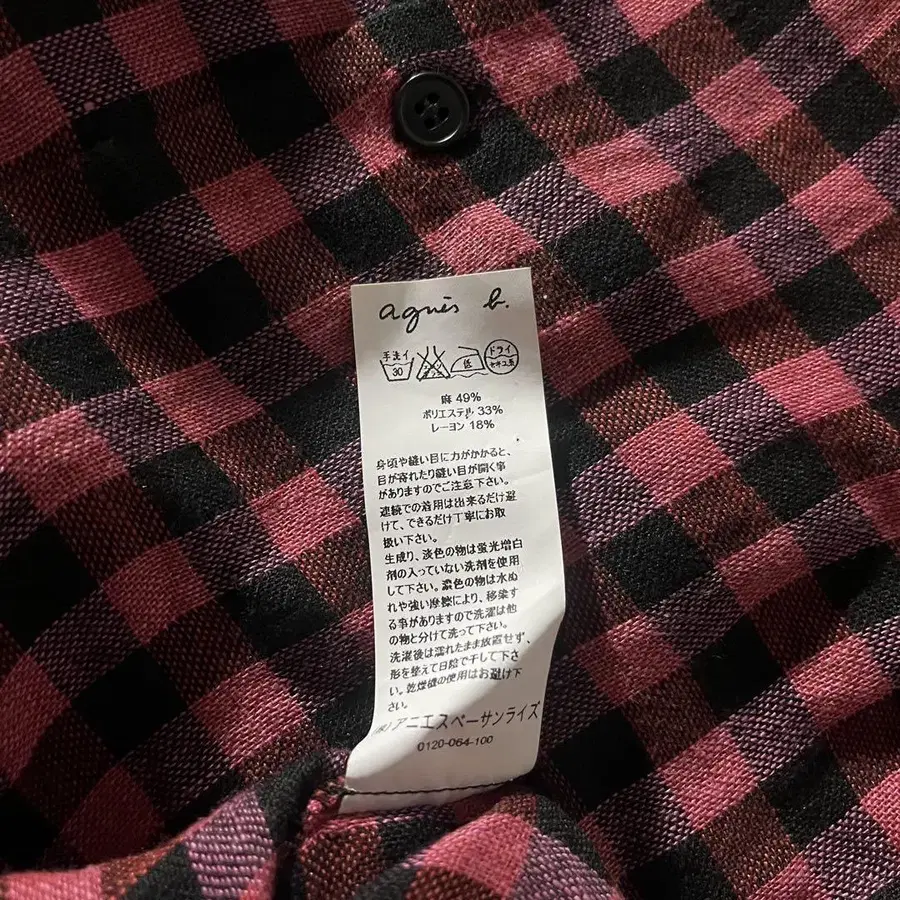 agnès b.
手洗イ 30 低 ドライ セキユ系
麻 49%
ポリエステル 33%
レーヨン 18%
身頃や縫い目に力がかかると、
目が寄れたり縫い目が開く事
がありますのでご注意下さい。
連続での着用は出来るだけ避
けて、できるだけ丁寧にお取
扱い下さい。
生成り、淡色の物は蛍光増白
剤の入っていない洗剤を使用
して下さい。濃色の物は水ぬ
れや強い摩擦により、移染す
る事がありますので洗濯は他
の物と分けて洗って下さい。
洗濯後は濡れたまま放置せず、
形を整えて日陰で干して下さ
い。乾燥機の使用はお避け下
さい。
(株)アニエスベーサンライズ
0120-064-100